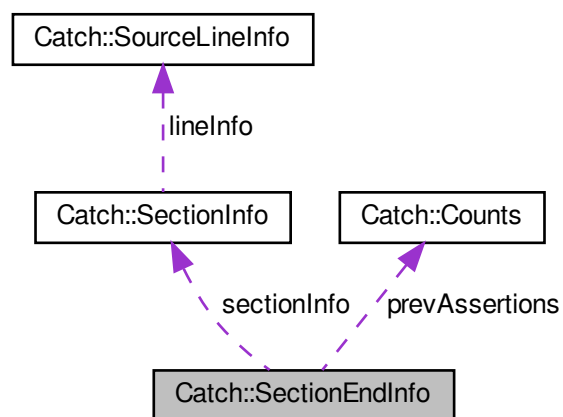 Catch::SourceLineInfo
lineInfo
Catch::SectionInfo
Catch::Counts
sectionInfo
prevAssertions
Catch::SectionEndInfo